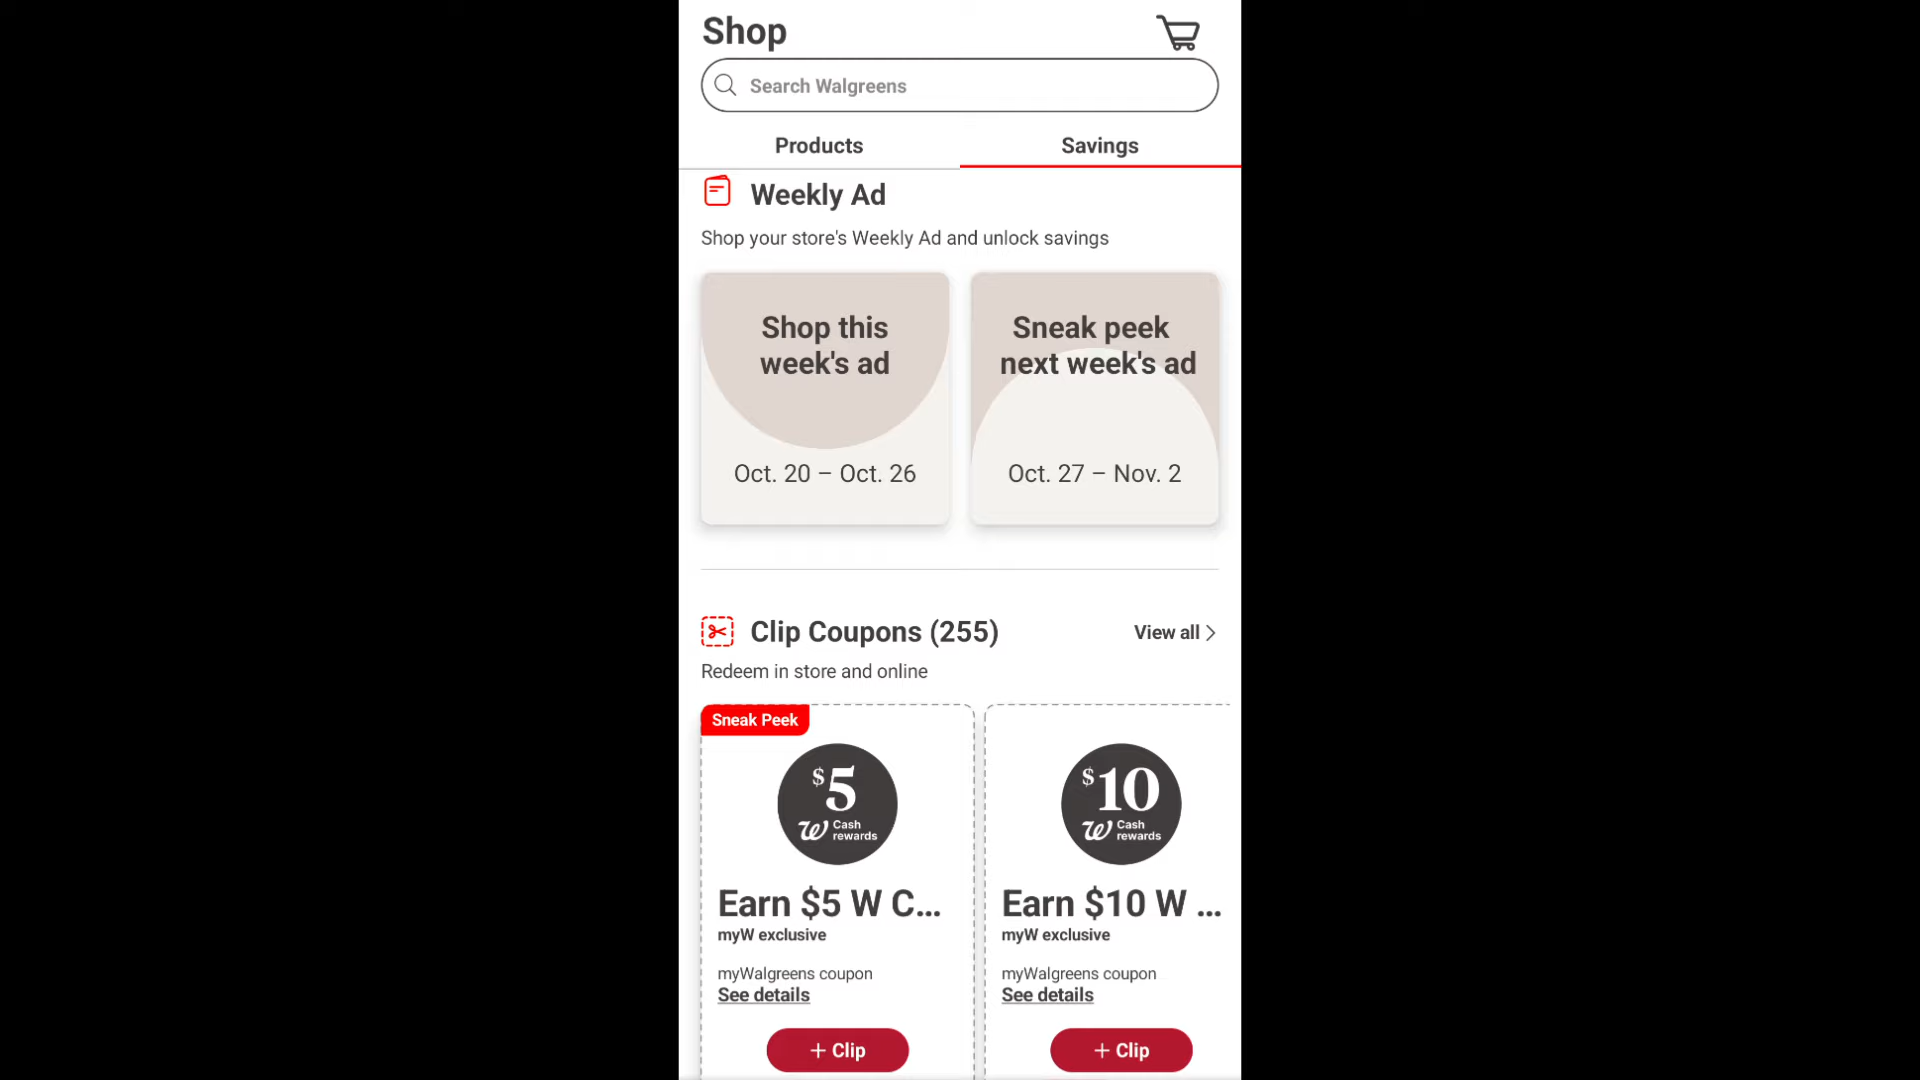 Shop
Search Walgreens
Products
Savings
Weekly Ad
Shop your store's Weekly Ad and unlock savings
Shop this
week's ad
Oct. 20 – Oct. 26
Sneak peek
next week's ad
Oct. 27 – Nov. 2
Clip Coupons (255)
View all
Redeem in store and online
Sneak Peek
$5
W Cash
rewards
Earn $5 W C...
myW exclusive
myWalgreens coupon
See details
+ Clip
$10
W Cash
rewards
Earn $10 W ...
myW exclusive
myWalgreens coupon
See details
+ Clip